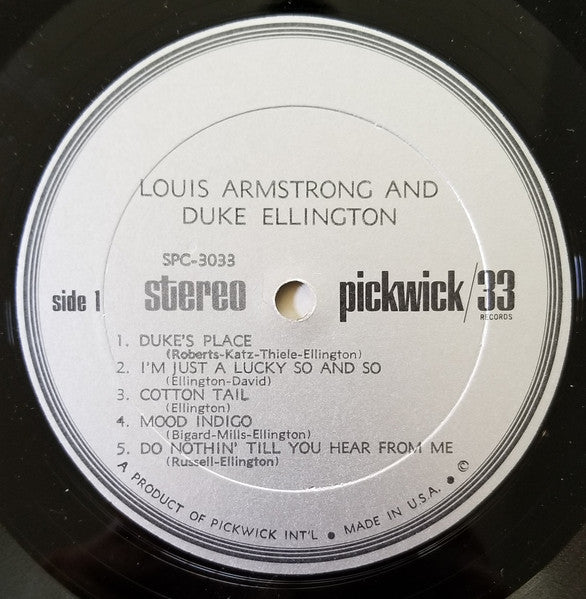 LOUIS ARMSTRONG AND
DUKE ELLINGTON
SPC-3033
side 1 stereo pickwick/33
RECORDS
1. DUKE'S PLACE
(Roberts-Katz-Thiele-Ellington)
2. I'M JUST A LUCKY SO AND SO
(Ellington-David)
3. COTTON TAIL
(Ellington)
4. MOOD INDIGO
(Bigard-Mills-Ellington)
5. DO NOTHIN' TILL YOU HEAR FROM ME
(Russell-Ellington)
A PRODUCT OF PICKWICK INT'L • MADE IN U.S.A. • ©